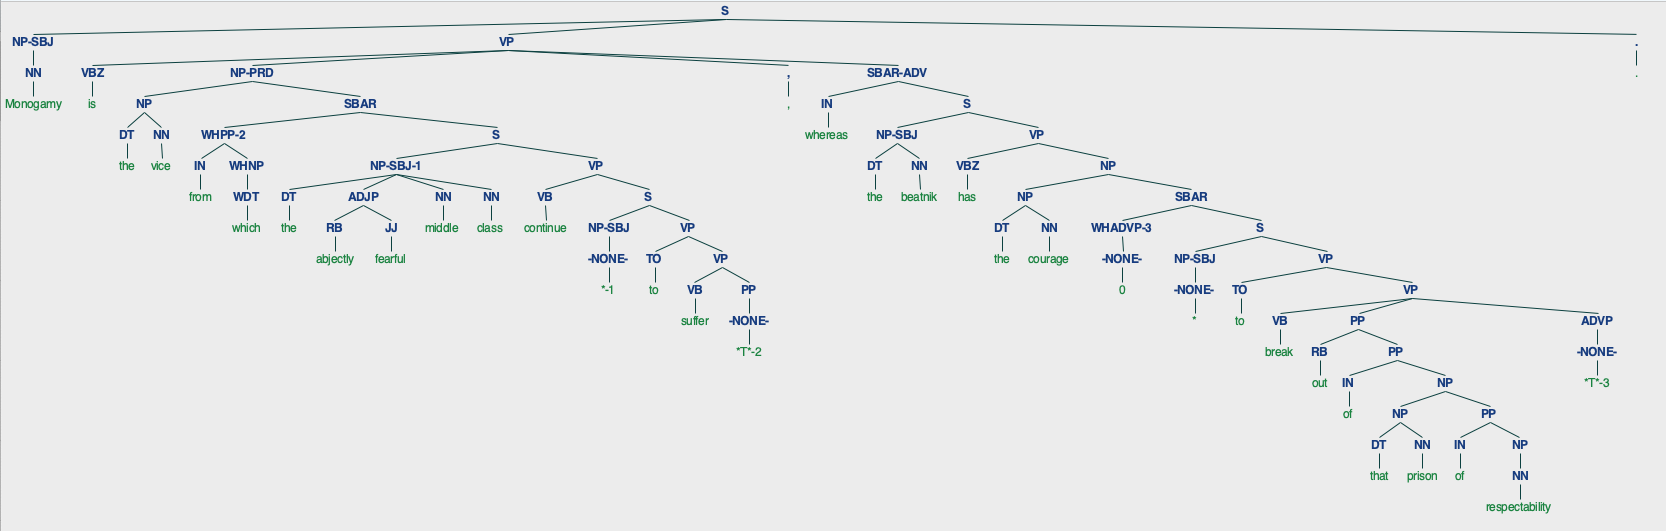 S
NP-SBJ VP .
NN VBZ NP-PRD , SBAR-ADV .
Monogamy is NP SBAR , IN S
DT NN WHPP-2 S whereas NP-SBJ VP
the vice IN WHNP NP-SBJ-1 VP DT NN VBZ NP
from WDT DT ADJP NN NN VB S the beatnik has NP SBAR
which the RB JJ middle class continue NP-SBJ VP DT NN WHADVP-3 S
abjectly fearful -NONE- TO VP the courage -NONE- NP-SBJ VP
*-1 to VB PP 0 -NONE- TO VP
suffer -NONE- * to VB PP ADVP
*T*-2 break RB PP -NONE-
out IN NP *T*-3
of NP PP
DT NN IN NP
that prison of NN
respectability